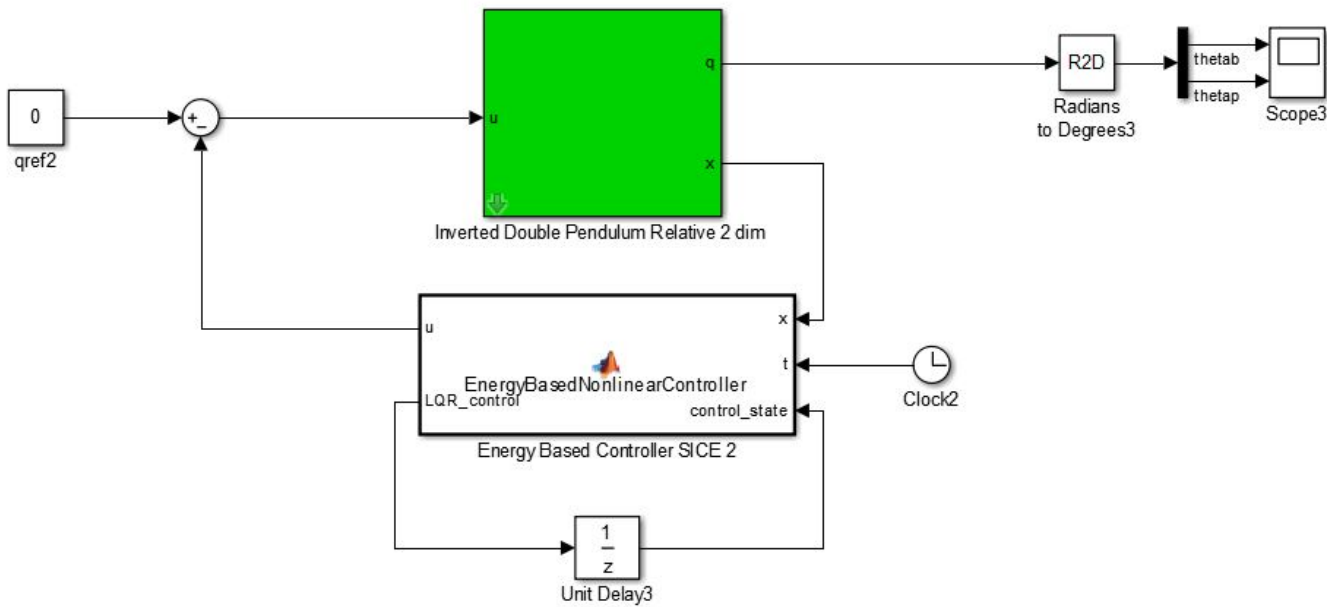 q
R2D
thetab
thetap
Radians
to Degrees3
Scope3
0
+
−
qref2
u
x
Inverted Double Pendulum Relative 2 dim
u
x
t
EnergyBasedNonlinearController
LQR_control
control_state
Clock2
Energy Based Controller SICE 2
1
z
Unit Delay3